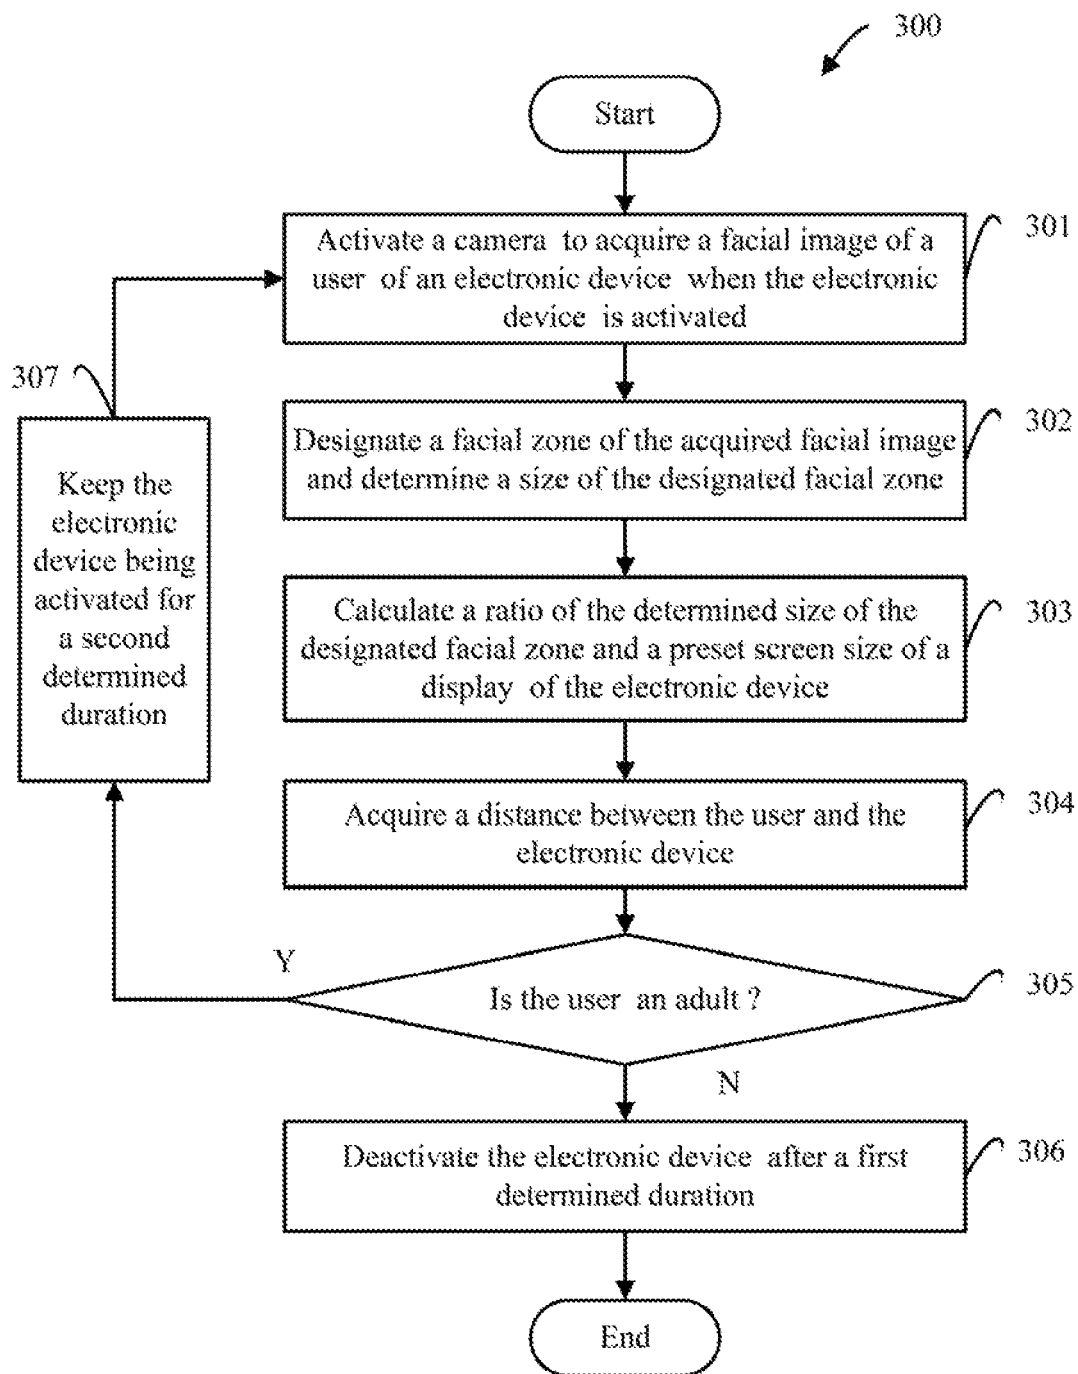 300
Start
Activate a camera to acquire a facial image of a
user of an electronic device when the electronic
device is activated
301
Designate a facial zone of the acquired facial image
and determine a size of the designated facial zone
302
Calculate a ratio of the determined size of the
designated facial zone and a preset screen size of a
display of the electronic device
303
Acquire a distance between the user and the
electronic device
304
Is the user an adult ?
305
Y
N
Deactivate the electronic device after a first
determined duration
306
307
Keep the
electronic
device being
activated for
a second
determined
duration
End